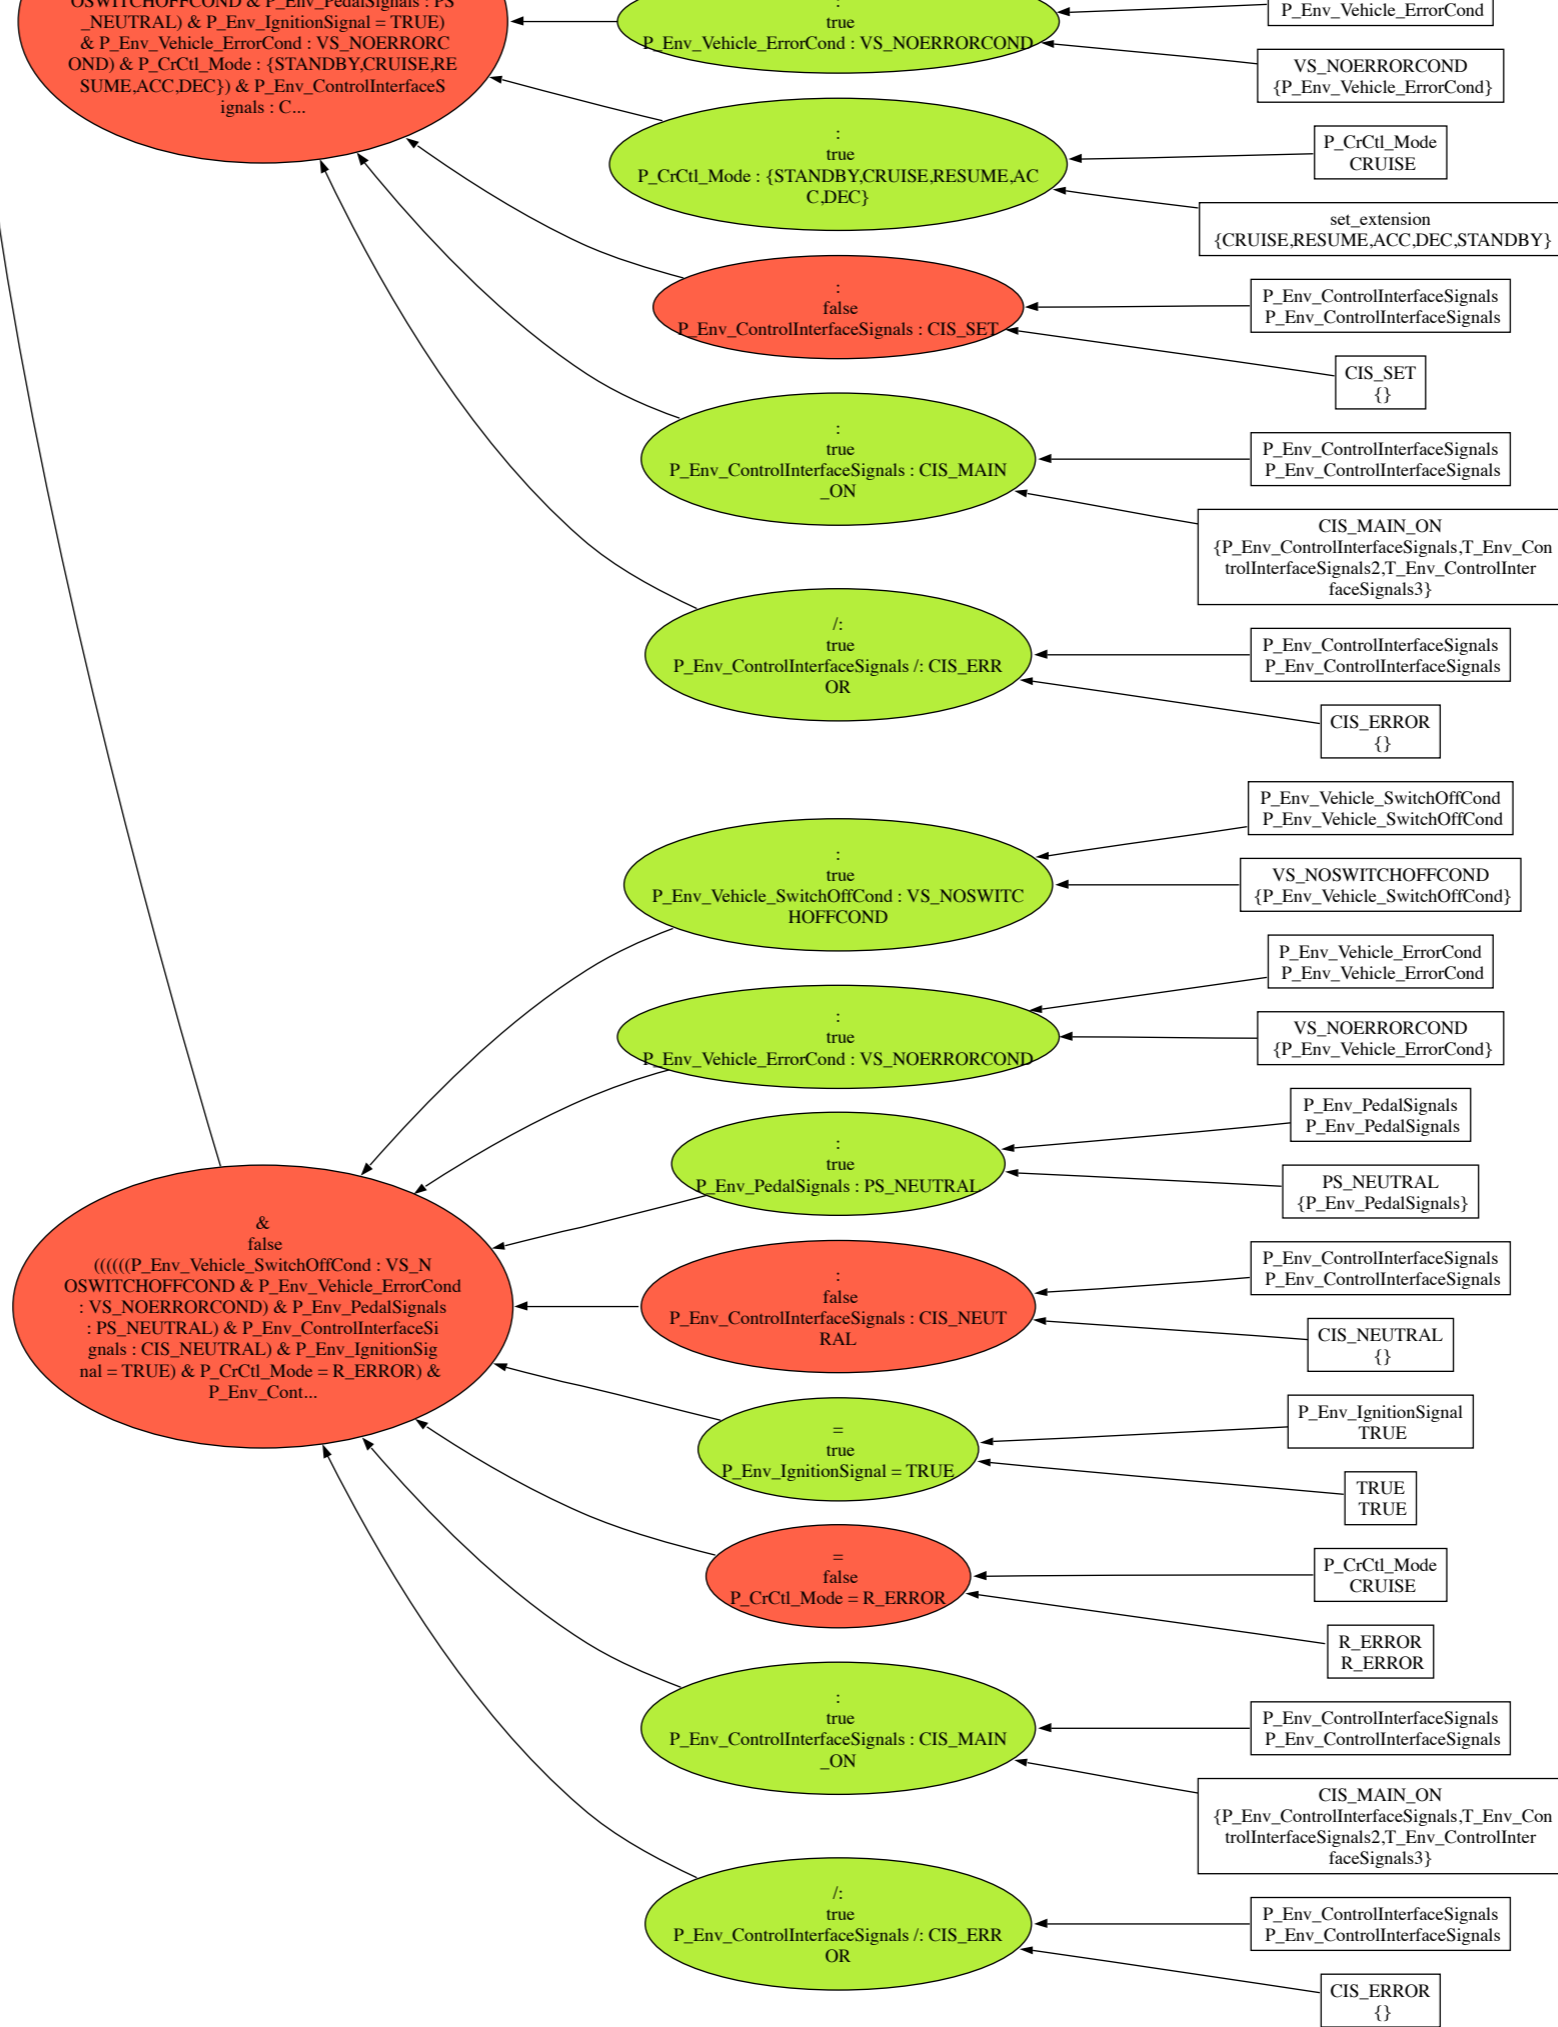 OSWITCHOFFCOND & P_Env_PedalSignals : PS
_NEUTRAL) & P_Env_IgnitionSignal = TRUE)
& P_Env_Vehicle_ErrorCond : VS_NOERRORC
OND) & P_CrCtl_Mode : {STANDBY,CRUISE,RE
SUME,ACC,DEC}) & P_Env_ControlInterfaceS
ignals : C...
:
true
P_Env_Vehicle_ErrorCond : VS_NOERRORCOND
P_Env_Vehicle_ErrorCond
VS_NOERRORCOND
{P_Env_Vehicle_ErrorCond}
:
true
P_CrCtl_Mode : {STANDBY,CRUISE,RESUME,AC
C,DEC}
P_CrCtl_Mode
CRUISE
set_extension
{CRUISE,RESUME,ACC,DEC,STANDBY}
:
false
P_Env_ControlInterfaceSignals : CIS_SET
P_Env_ControlInterfaceSignals
P_Env_ControlInterfaceSignals
CIS_SET
{}
:
true
P_Env_ControlInterfaceSignals : CIS_MAIN
_ON
P_Env_ControlInterfaceSignals
P_Env_ControlInterfaceSignals
CIS_MAIN_ON
{P_Env_ControlInterfaceSignals,T_Env_Con
trolInterfaceSignals2,T_Env_ControlInter
faceSignals3}
/:
true
P_Env_ControlInterfaceSignals /: CIS_ERR
OR
P_Env_ControlInterfaceSignals
P_Env_ControlInterfaceSignals
CIS_ERROR
{}
:
true
P_Env_Vehicle_SwitchOffCond : VS_NOSWITC
HOFFCOND
P_Env_Vehicle_SwitchOffCond
P_Env_Vehicle_SwitchOffCond
VS_NOSWITCHOFFCOND
{P_Env_Vehicle_SwitchOffCond}
:
true
P_Env_Vehicle_ErrorCond : VS_NOERRORCOND
P_Env_Vehicle_ErrorCond
P_Env_Vehicle_ErrorCond
VS_NOERRORCOND
{P_Env_Vehicle_ErrorCond}
:
true
P_Env_PedalSignals : PS_NEUTRAL
P_Env_PedalSignals
P_Env_PedalSignals
PS_NEUTRAL
{P_Env_PedalSignals}
&
false
((((((P_Env_Vehicle_SwitchOffCond : VS_N
OSWITCHOFFCOND & P_Env_Vehicle_ErrorCond
: VS_NOERRORCOND) & P_Env_PedalSignals
: PS_NEUTRAL) & P_Env_ControlInterfaceSi
gnals : CIS_NEUTRAL) & P_Env_IgnitionSig
nal = TRUE) & P_CrCtl_Mode = R_ERROR) &
P_Env_Cont...
:
false
P_Env_ControlInterfaceSignals : CIS_NEUT
RAL
P_Env_ControlInterfaceSignals
P_Env_ControlInterfaceSignals
CIS_NEUTRAL
{}
=
true
P_Env_IgnitionSignal = TRUE
P_Env_IgnitionSignal
TRUE
TRUE
TRUE
=
false
P_CrCtl_Mode = R_ERROR
P_CrCtl_Mode
CRUISE
R_ERROR
R_ERROR
:
true
P_Env_ControlInterfaceSignals : CIS_MAIN
_ON
P_Env_ControlInterfaceSignals
P_Env_ControlInterfaceSignals
CIS_MAIN_ON
{P_Env_ControlInterfaceSignals,T_Env_Con
trolInterfaceSignals2,T_Env_ControlInter
faceSignals3}
/:
true
P_Env_ControlInterfaceSignals /: CIS_ERR
OR
P_Env_ControlInterfaceSignals
P_Env_ControlInterfaceSignals
CIS_ERROR
{}